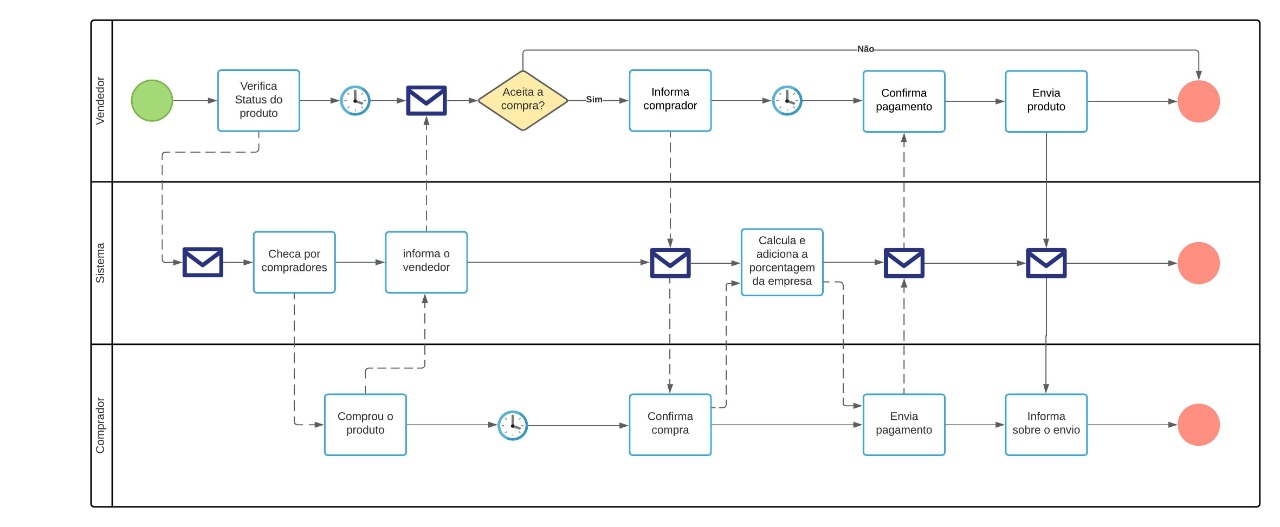 Não
Vendedor
Verifica
Status do
produto
Aceita a
compra?
Sim
Informa
comprador
Confirma
pagamento
Envia
produto
Sistema
Checa por
compradores
informa o
vendedor
Calcula e
adiciona a
porcentagem
da empresa
Comprador
Comprou o
produto
Confirma
compra
Envia
pagamento
Informa
sobre o envio